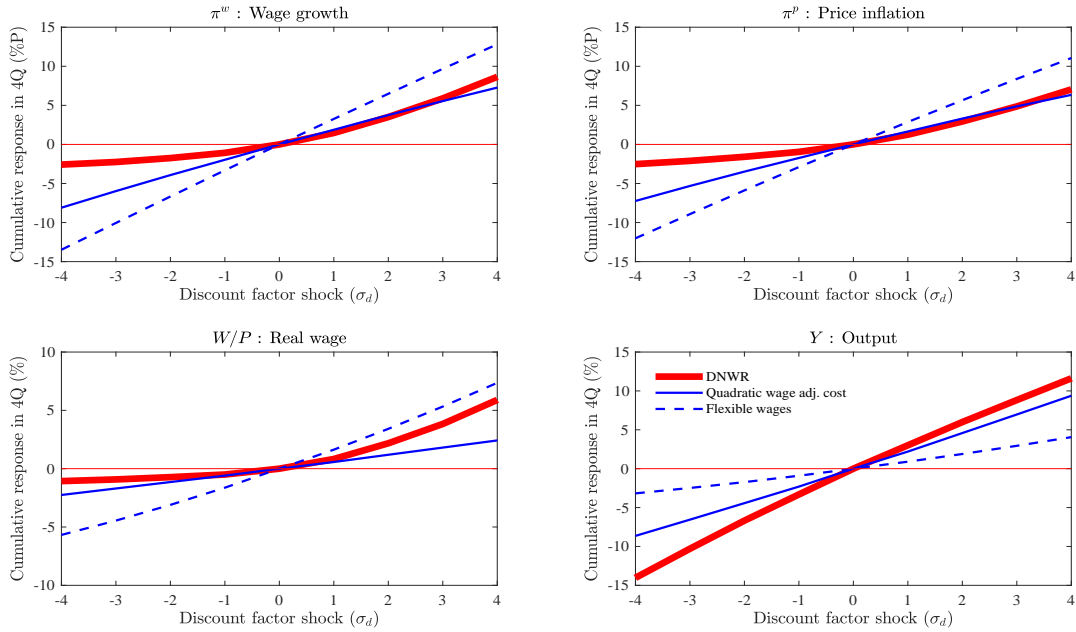 π^w : Wage growth
Cumulative response in 4Q (%P)
15
10
5
0
-5
-10
-15
-4 -3 -2 -1 0 1 2 3 4
Discount factor shock (σ_d)
π^p : Price inflation
Cumulative response in 4Q (%P)
15
10
5
0
-5
-10
-15
-4 -3 -2 -1 0 1 2 3 4
Discount factor shock (σ_d)
W/P : Real wage
Cumulative response in 4Q (%)
10
5
0
-5
-10
-4 -3 -2 -1 0 1 2 3 4
Discount factor shock (σ_d)
Y : Output
Cumulative response in 4Q (%)
15
10
5
0
-5
-10
-15
DNWR
Quadratic wage adj. cost
Flexible wages
-4 -3 -2 -1 0 1 2 3 4
Discount factor shock (σ_d)